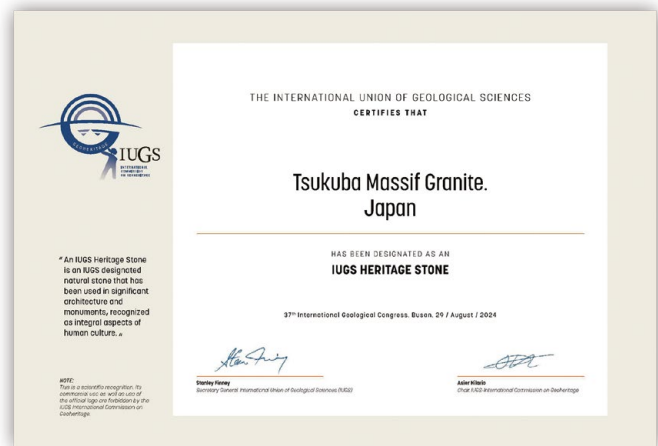 GEOHERITAGE
IUGS
INTERNATIONAL
COMMISSION
ON GEOHERITAGE
THE INTERNATIONAL UNION OF GEOLOGICAL SCIENCES
CERTIFIES THAT
Tsukuba Massif Granite.
Japan
HAS BEEN DESIGNATED AS AN
IUGS HERITAGE STONE
37th International Geological Congress. Busan. 29 / August / 2024
“An IUGS Heritage Stone
is an IUGS designated
natural stone that has
been used in significant
architecture and
monuments, recognized
as integral aspects of
human culture.„
NOTE:
This is a scientific recognition. Its
commercial use as well as use of
the official logo are forbidden by the
IUGS International Commission on
Geoheritage.
Stanley Finney
Secretary General International Union of Geological Sciences (IUGS)
Asier Hilario
Chair IUGS-International Commission on Geoheritage